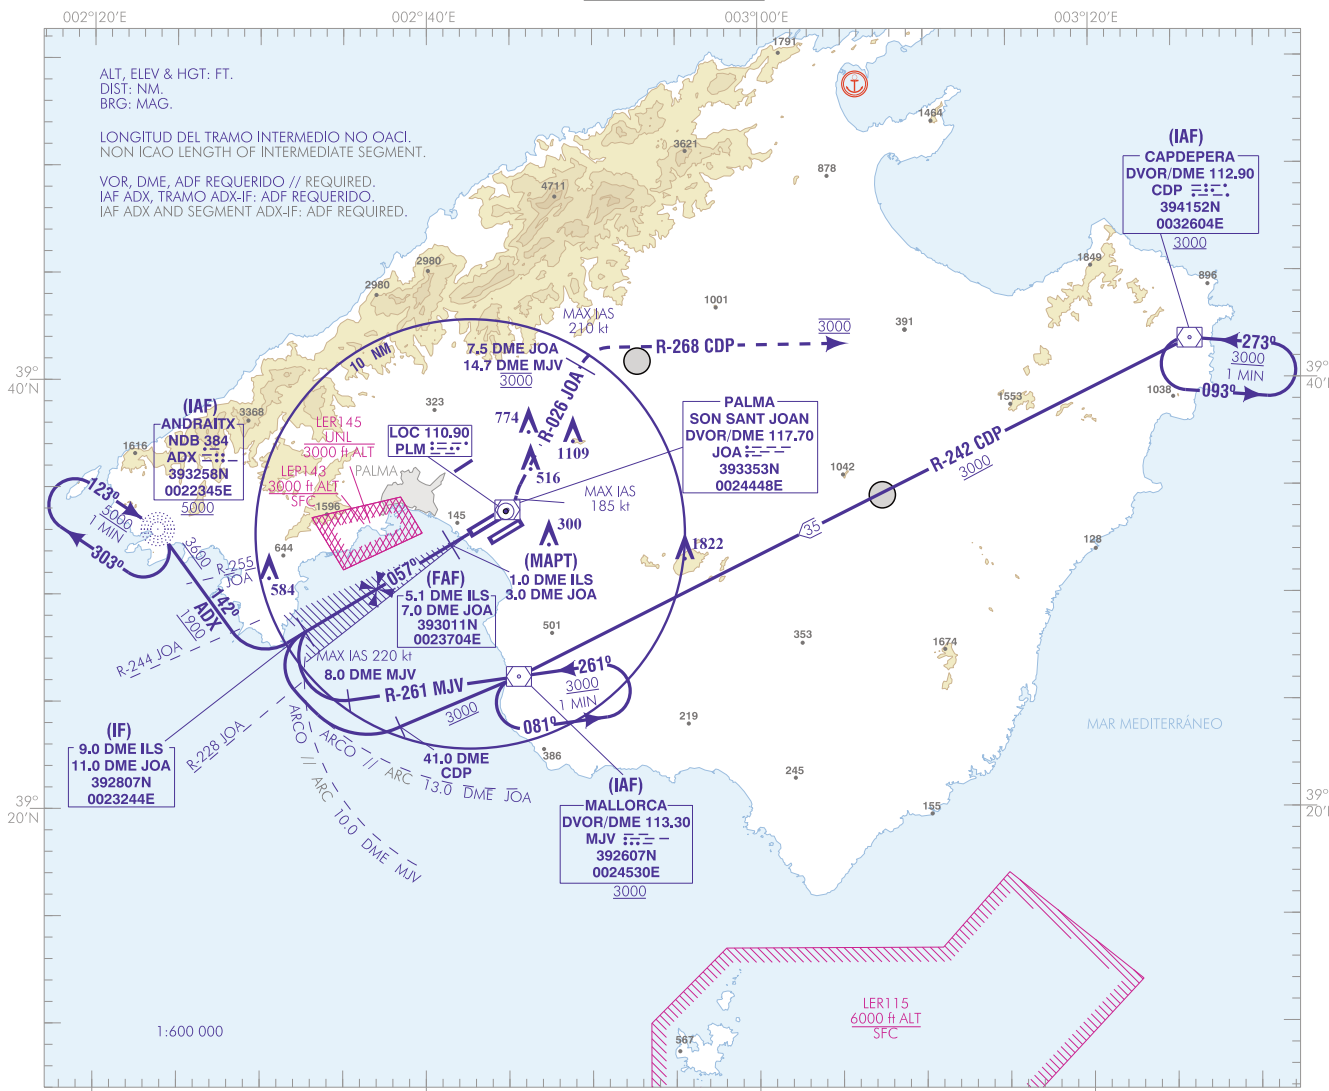 002°20'E
002°40'E
003°00'E
003°20'E
ALT, ELEV & HGT: FT.
DIST: NM.
BRG: MAG.
LONGITUD DEL TRAMO INTERMEDIO NO OACI.
NON ICAO LENGTH OF INTERMEDIATE SEGMENT.
VOR, DME, ADF REQUERIDO // REQUIRED.
IAF ADX, TRAMO ADX-IF: ADF REQUERIDO.
IAF ADX AND SEGMENT ADX-IF: ADF REQUIRED.
1791
1464
3621
878
4711
2980
2980
1001
391
1849
896
(IAF)
CAPDEPERA
DVOR/DME 112.90
CDP
394152N
0032604E
3000
MAX IAS
210 kt
3000
R-268 CDP
10 NM
7.5 DME JOA
14.7 DME MJV
3000
R-026 JOA
273º
3000
1 MIN
093º
1038
1553
39º
40'N
39º
40'N
3368
323
1616
(IAF)
ANDRAITX
NDB 384
ADX
393258N
0022345E
5000
LER145
UNL
3000 ft ALT
LEP143
3000 ft ALT
SFC
PALMA
1596
LOC 110.90
PLM
774
1109
516
PALMA
SON SANT JOAN
DVOR/DME 117.70
JOA
393353N
0024448E
R-242 CDP
3000
1042
35
128
MAX IAS
185 kt
145
300
1822
(MAPT)
1.0 DME ILS
3.0 DME JOA
123º
5000
1 MIN
303º
3600
R-255
JOA
644
584
057º
(FAF)
5.1 DME ILS
7.0 DME JOA
393011N
0023704E
142º
ADX
1900
R-244 JOA
501
353
1674
MAX IAS 220 kt
8.0 DME MJV
R-261 MJV
3000
261º
3000
1 MIN
081º
219
MAR MEDITERRÁNEO
(IF)
9.0 DME ILS
11.0 DME JOA
392807N
0023244E
R-228 JOA
ARCO // ARC 13.0 DME JOA
ARCO // ARC 10.0 DME MJV
41.0 DME
CDP
386
245
155
(IAF)
MALLORCA
DVOR/DME 113.30
MJV
392607N
0024530E
3000
39º
20'N
39º
20'N
LER115
6000 ft ALT
SFC
567
1:600 000